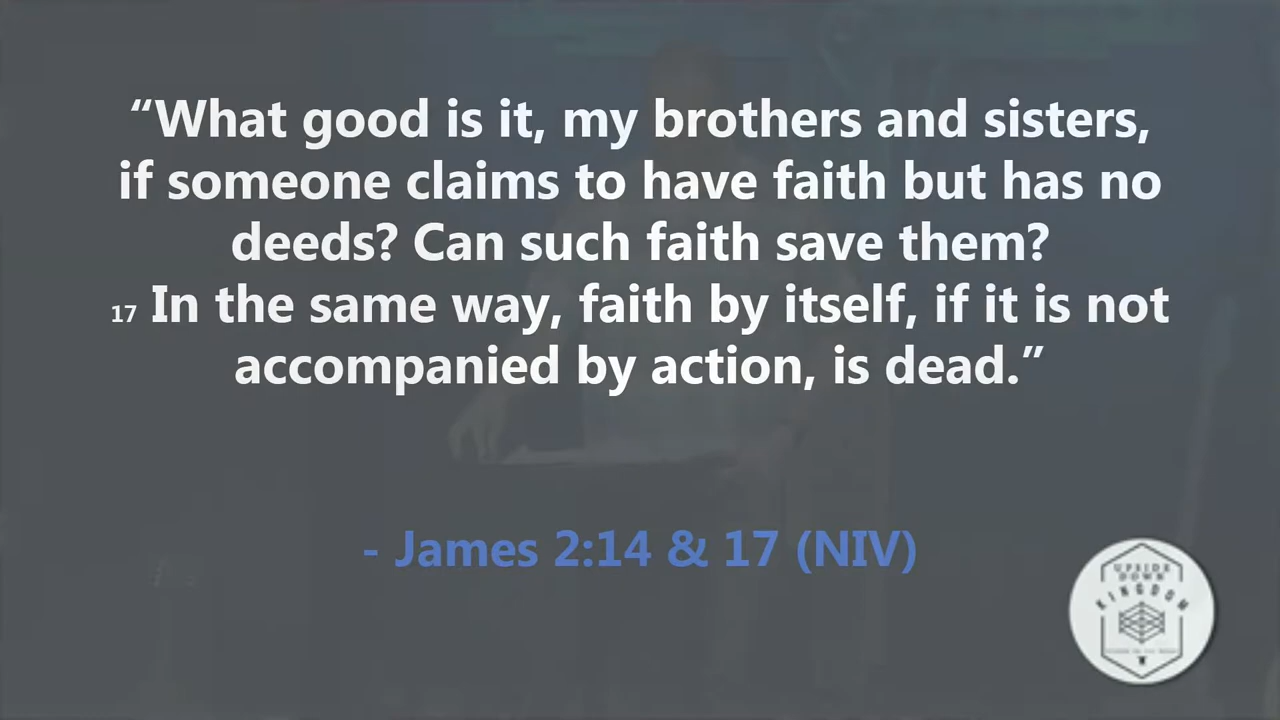 “What good is it, my brothers and sisters,
if someone claims to have faith but has no
deeds? Can such faith save them?
17 In the same way, faith by itself, if it is not
accompanied by action, is dead.”
- James 2:14 & 17 (NIV)
UPSIDE
DOWN
KINGDOM